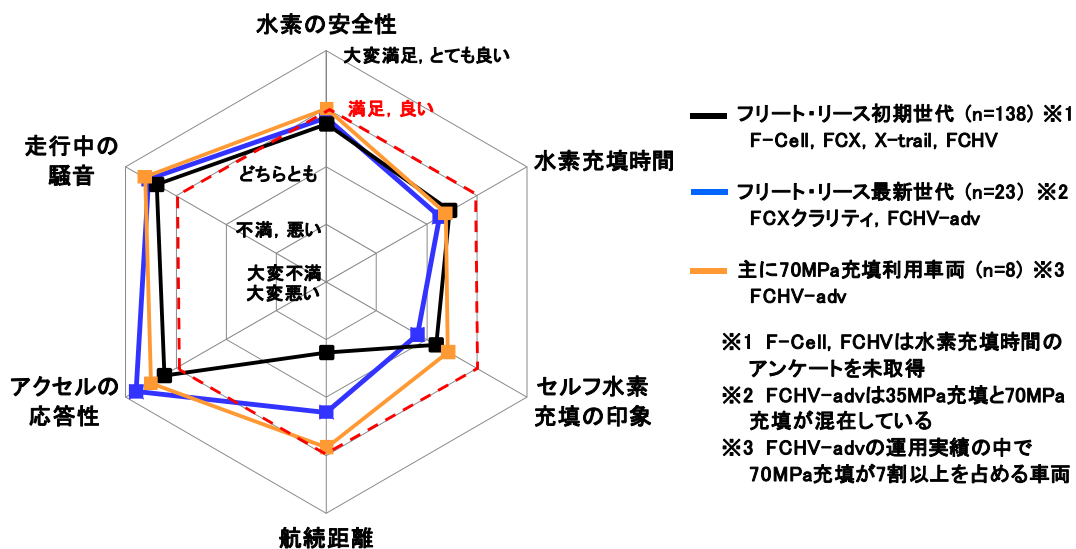 水素の安全性
大変満足, とても良い
満足, 良い
どちらとも
不満, 悪い
大変不満
大変悪い
水素充填時間
セルフ水素
充填の印象
航続距離
アクセルの
応答性
走行中の
騒音
フリート・リース初期世代 (n=138) ※1
F-Cell, FCX, X-trail, FCHV
フリート・リース最新世代 (n=23) ※2
FCXクラリティ, FCHV-adv
主に70MPa充填利用車両 (n=8) ※3
FCHV-adv
※1 F-Cell, FCHVは水素充填時間の
アンケートを未取得
※2 FCHV-advは35MPa充填と70MPa
充填が混在している
※3 FCHV-advの運用実績の中で
70MPa充填が7割以上を占める車両